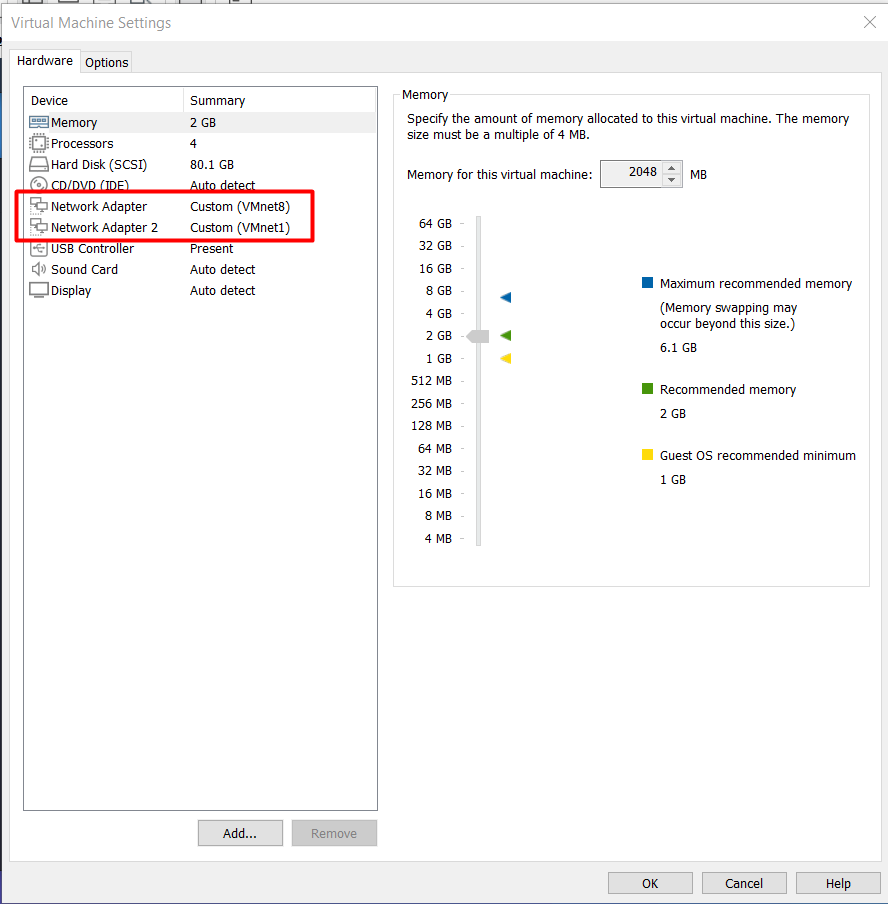 Virtual Machine Settings
Hardware Options
Device Summary
Memory 2 GB
Processors 4
Hard Disk (SCSI) 80.1 GB
CD/DVD (IDE) Auto detect
Network Adapter Custom (VMnet8)
Network Adapter 2 Custom (VMnet1)
USB Controller Present
Sound Card Auto detect
Display Auto detect
Add... Remove
Memory
Specify the amount of memory allocated to this virtual machine. The memory
size must be a multiple of 4 MB.
Memory for this virtual machine: 2048 MB
64 GB
32 GB
16 GB
8 GB
4 GB
2 GB
1 GB
512 MB
256 MB
128 MB
64 MB
32 MB
16 MB
8 MB
4 MB
Maximum recommended memory
(Memory swapping may
occur beyond this size.)
6.1 GB
Recommended memory
2 GB
Guest OS recommended minimum
1 GB
OK Cancel Help